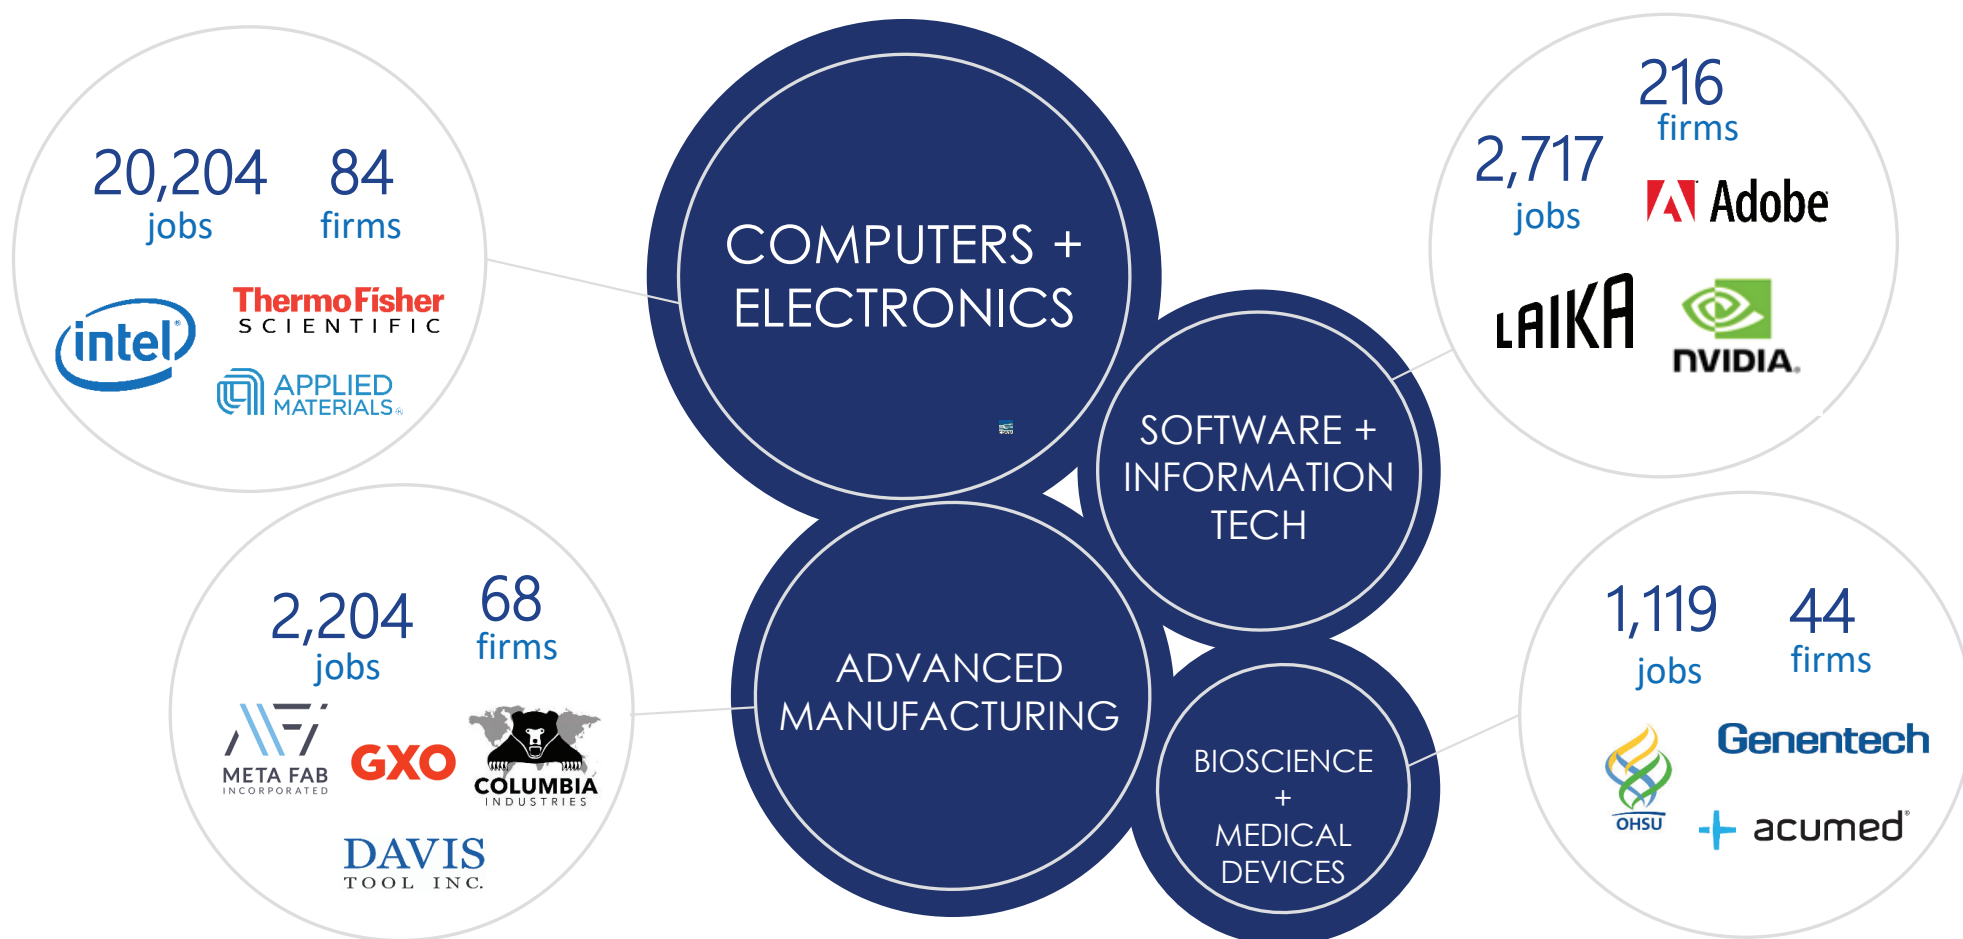 20,204
jobs
84
firms
intel
ThermoFisher
SCIENTIFIC
APPLIED
MATERIALS
COMPUTERS +
ELECTRONICS
216
firms
2,717
jobs
Adobe
LAIKA
NVIDIA.
SOFTWARE +
INFORMATION
TECH
2,204
jobs
68
firms
META FAB
INCORPORATED
GXO
COLUMBIA
INDUSTRIES
DAVIS
TOOL INC.
ADVANCED
MANUFACTURING
BIOSCIENCE
+
MEDICAL
DEVICES
1,119
jobs
44
firms
OHSU
Genentech
acumed®